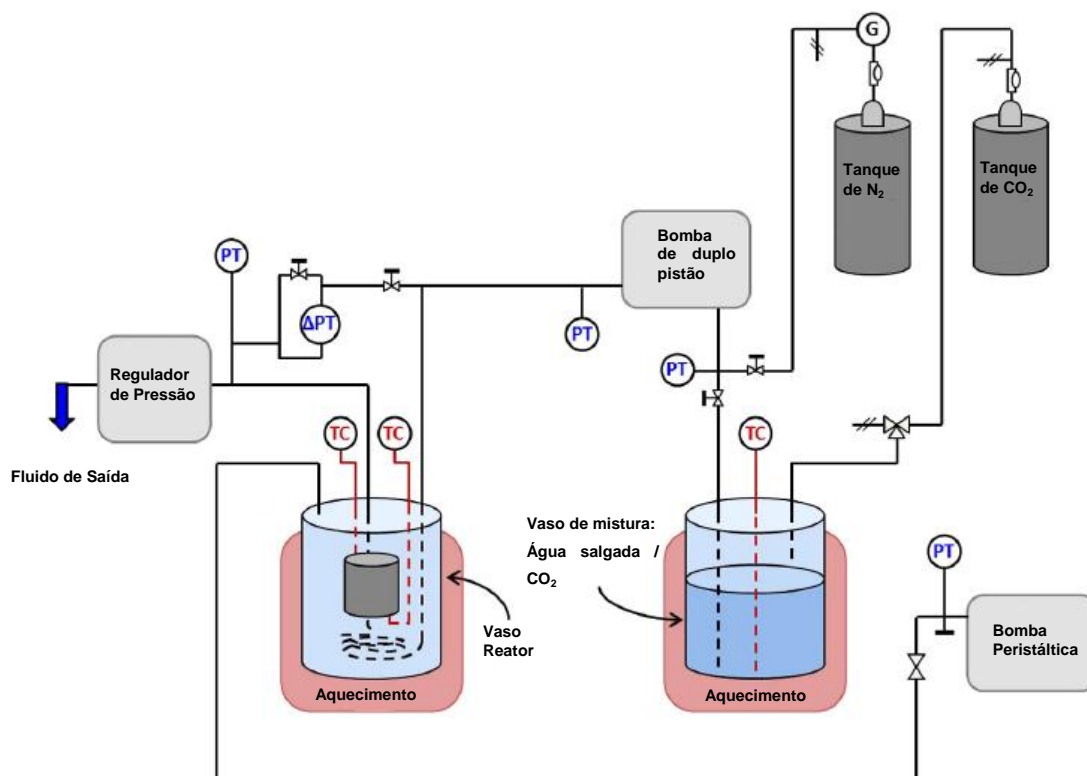 G
Tanque
de N₂
Tanque
de CO₂
Bomba
de duplo
pistão
PT
ΔPT
PT
PT
Regulador
de Pressão
Fluido de Saída
TC
TC
TC
Vaso de mistura:
Água salgada /
CO₂
PT
Vaso
Reator
Bomba
Peristáltica
Aquecimento
Aquecimento